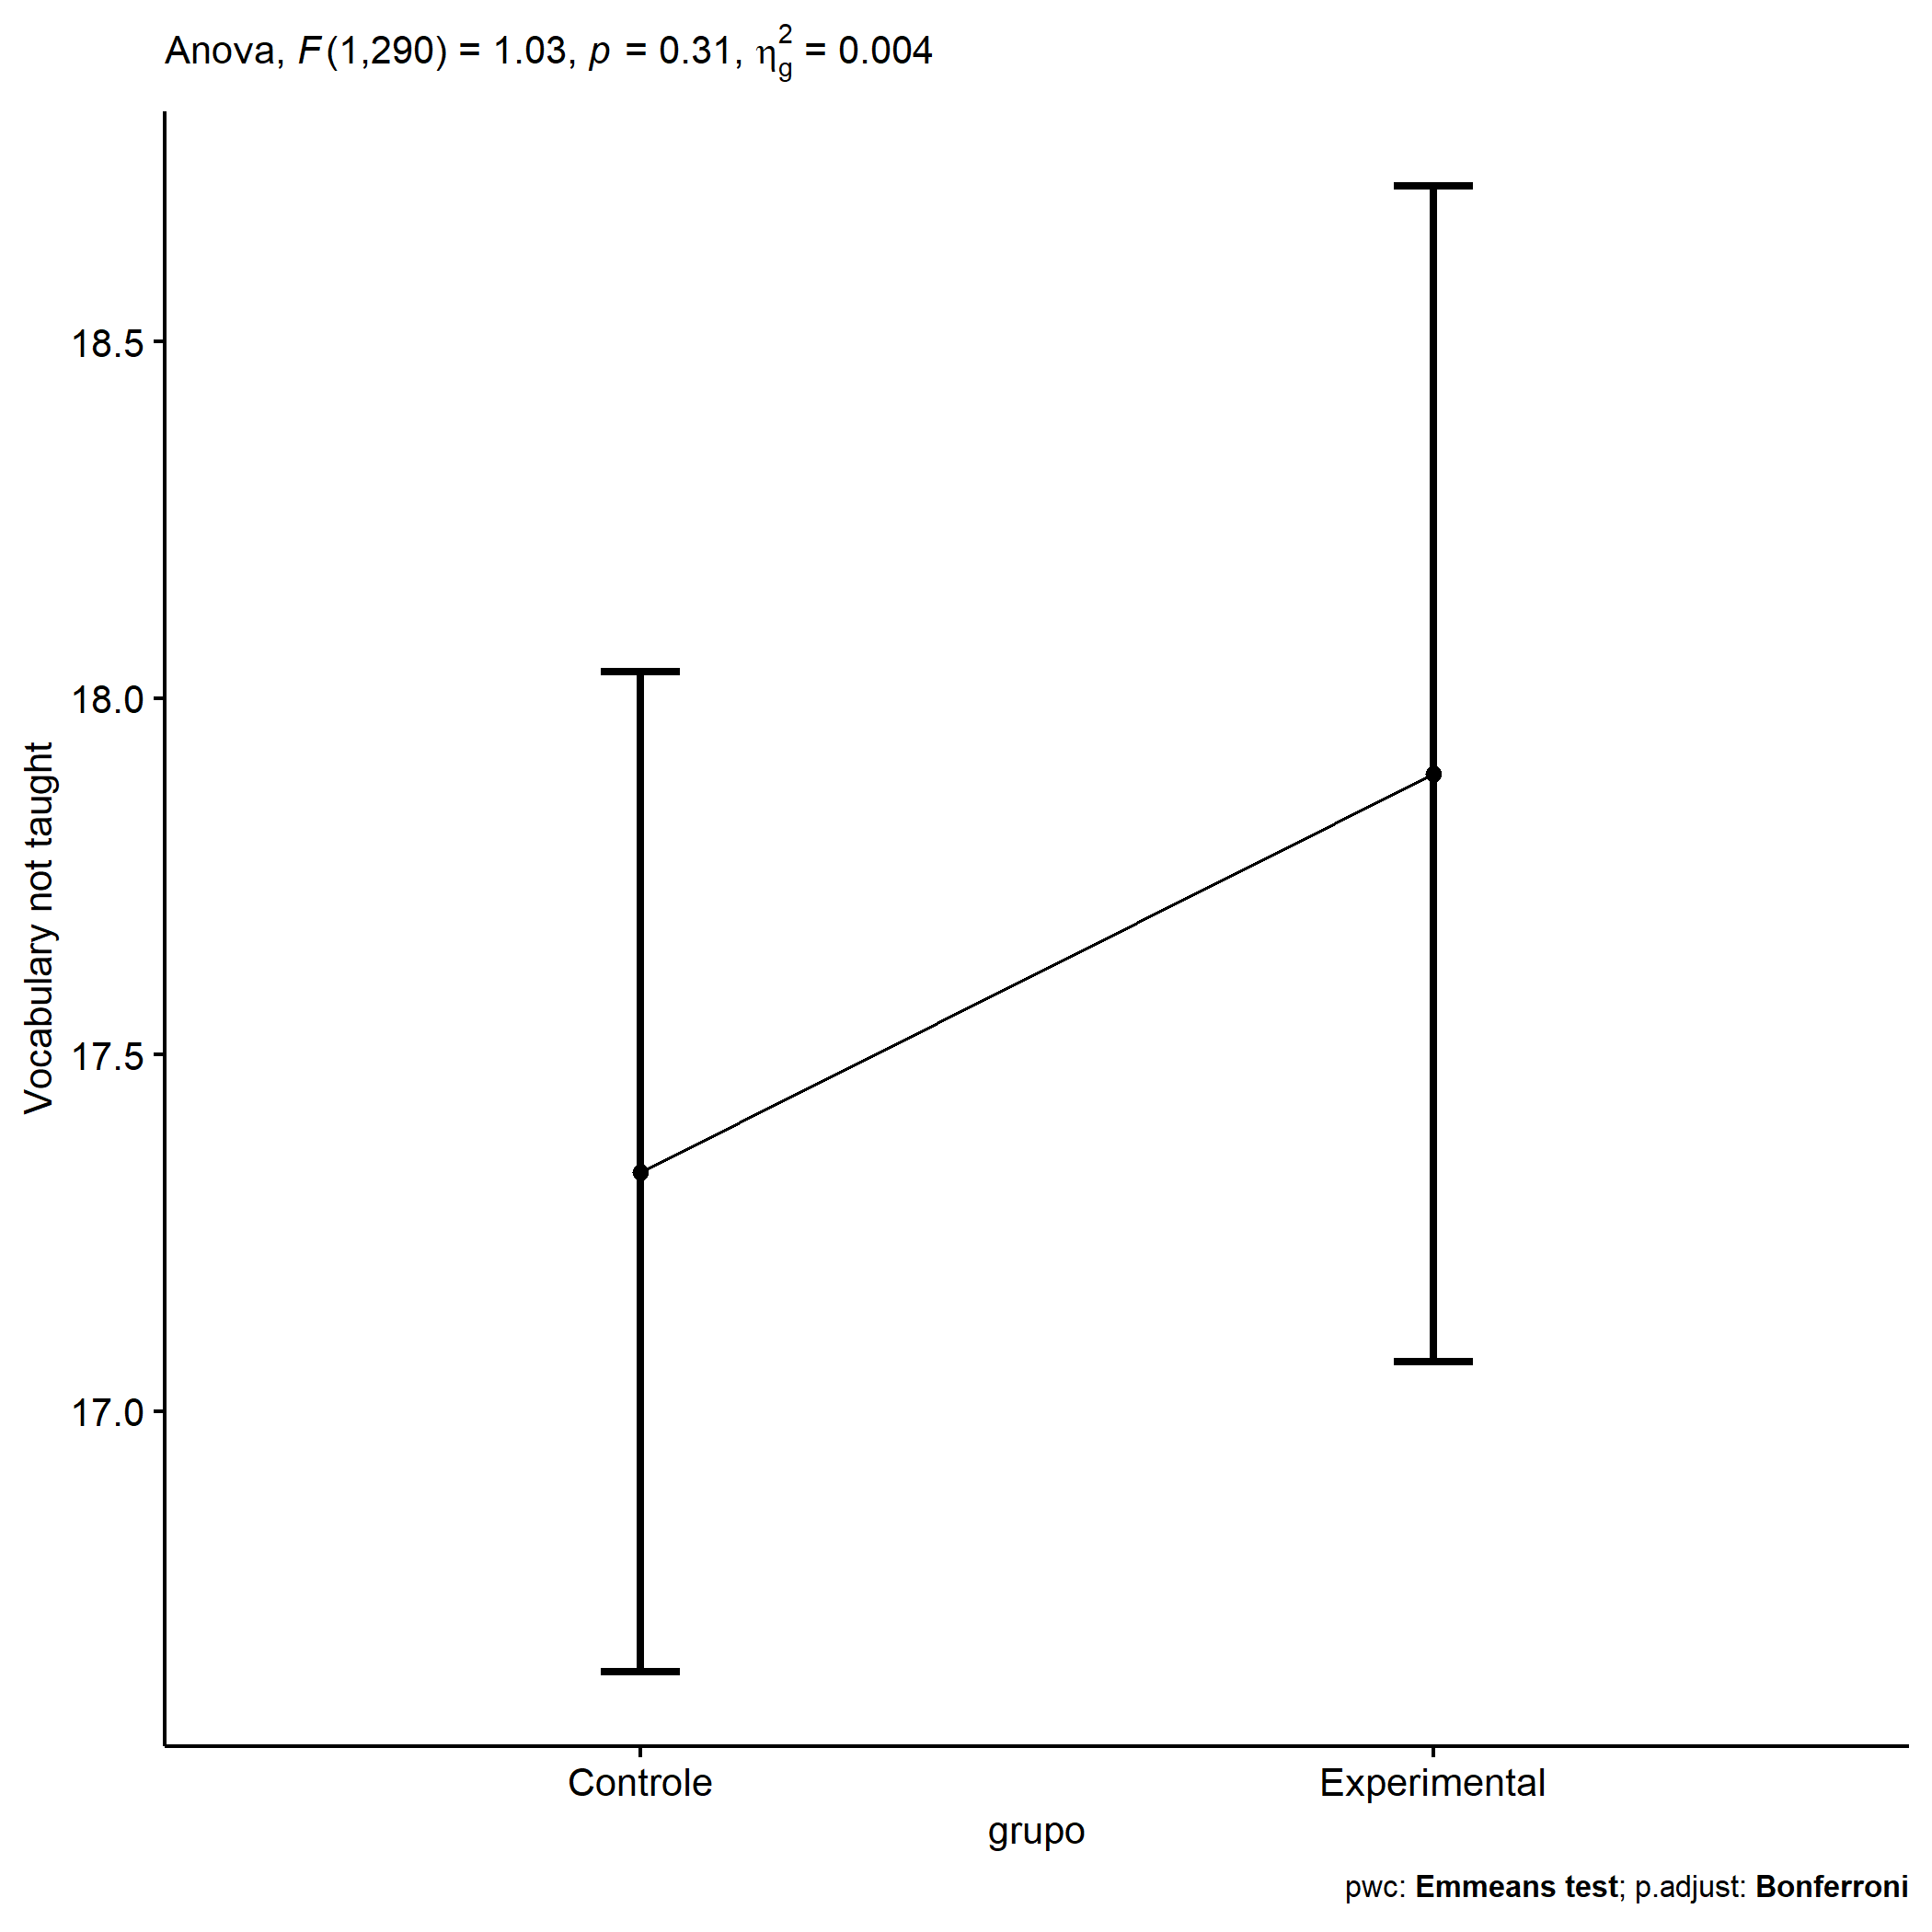 Anova, F(1,290) = 1.03, p = 0.31, η²g = 0.004
Vocabulary not taught
18.5
18.0
17.5
17.0
Controle Experimental
grupo
pwc: Emmeans test; p.adjust: Bonferroni